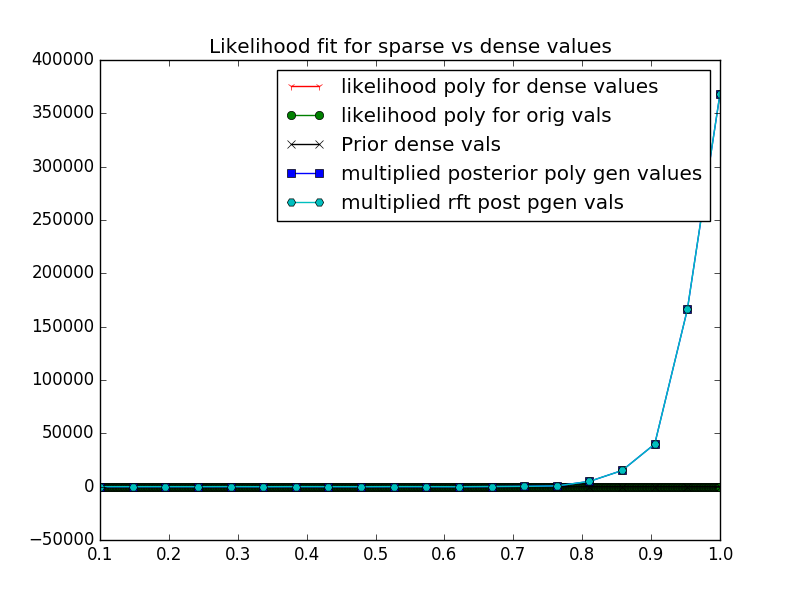 Likelihood fit for sparse vs dense values
400000
350000
300000
250000
200000
150000
100000
50000
0
−50000
likelihood poly for dense values
likelihood poly for orig vals
Prior dense vals
multiplied posterior poly gen values
multiplied rft post pgen vals
0.1 0.2 0.3 0.4 0.5 0.6 0.7 0.8 0.9 1.0